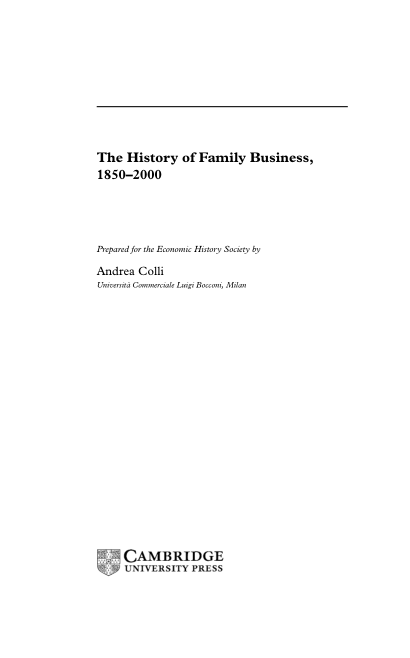 The History of Family Business,
1850–2000
Prepared for the Economic History Society by
Andrea Colli
Università Commerciale Luigi Bocconi, Milan
CAMBRIDGE
UNIVERSITY PRESS